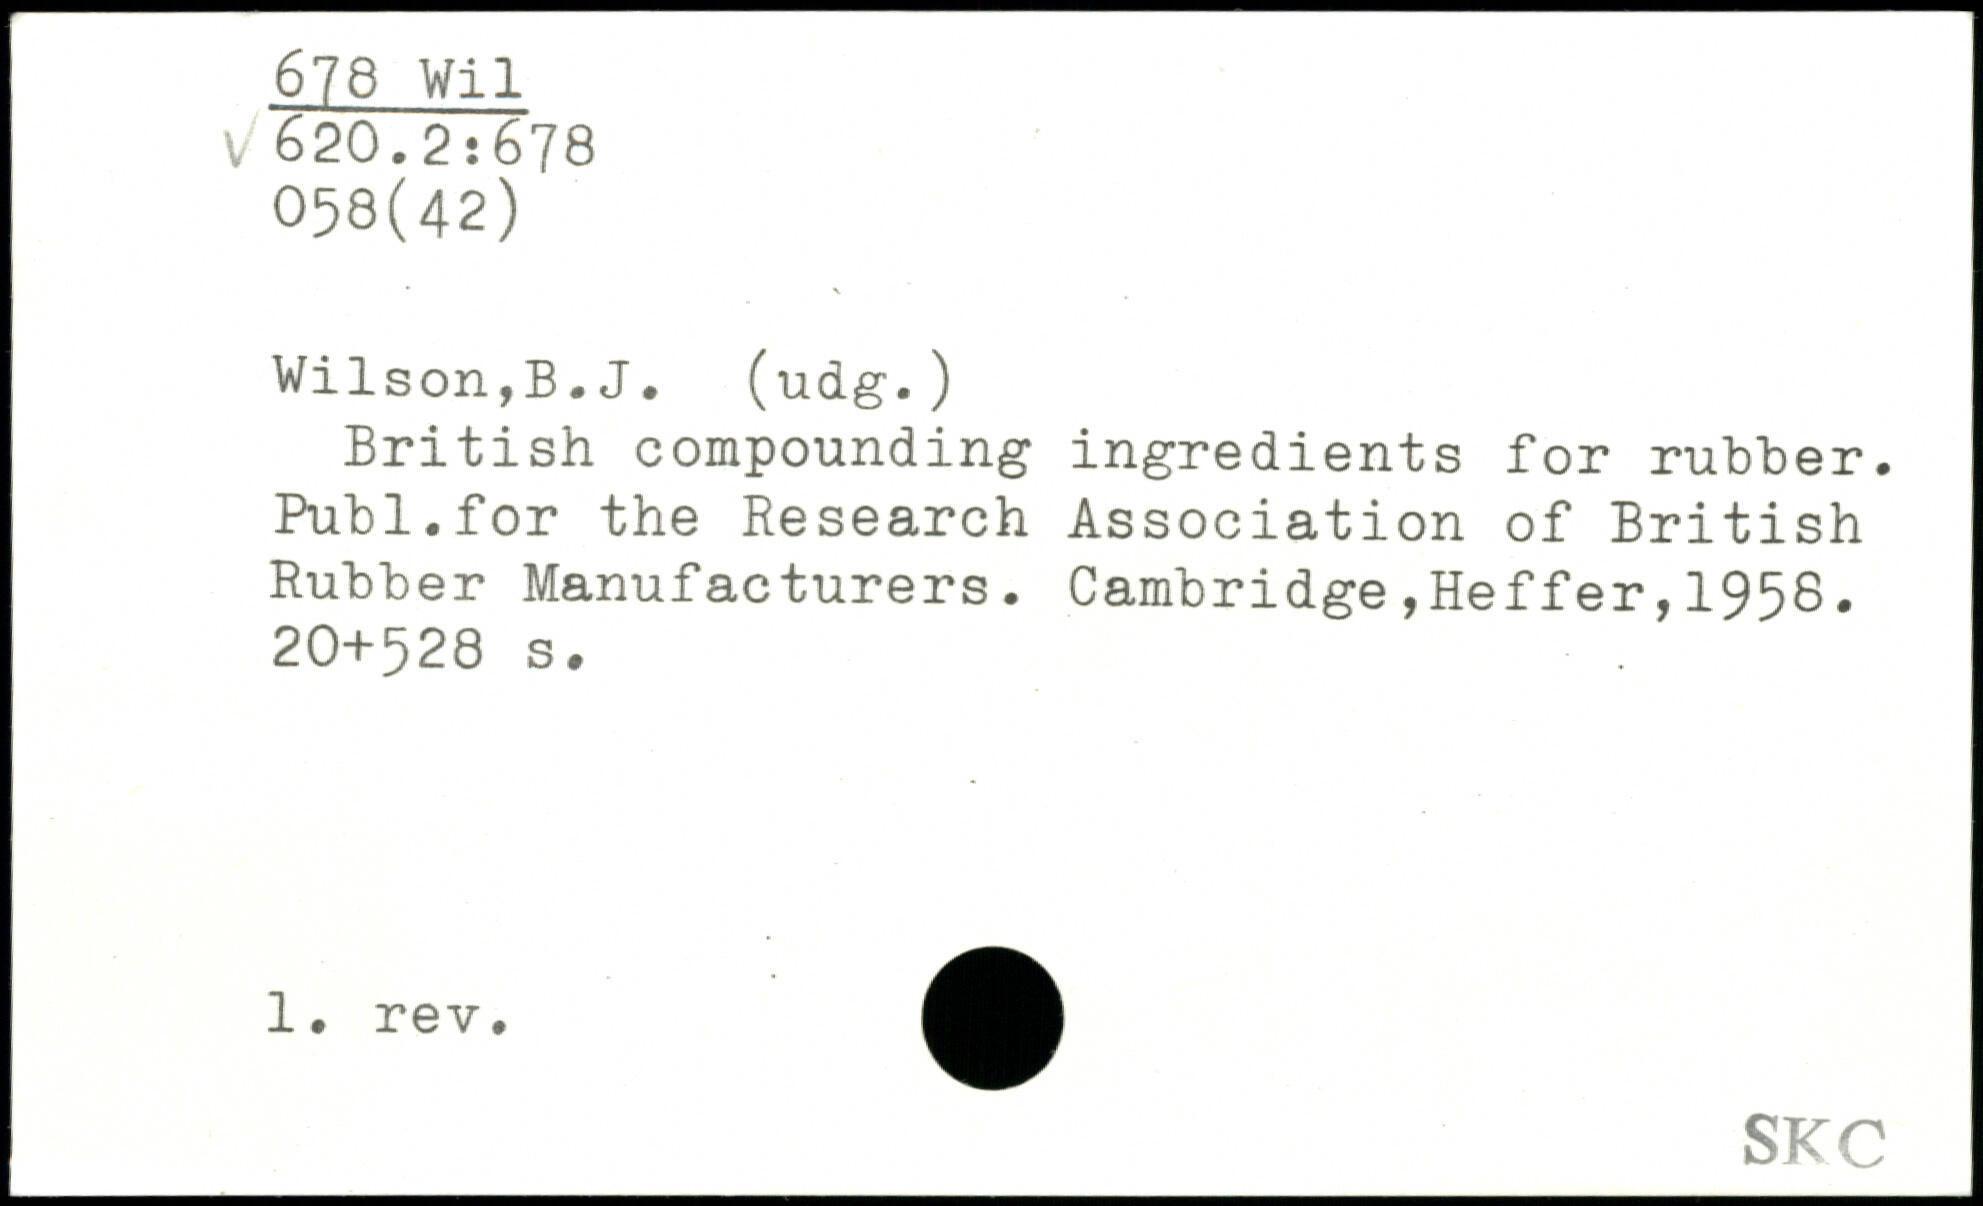 678 Wil
√ 620.2:678
058(42)
Wilson,B.J. (udg.)
British compounding ingredients for rubber.
Publ.for the Research Association of British
Rubber Manufacturers. Cambridge,Heffer,1958.
20+528 s.
1. rev.
SKC